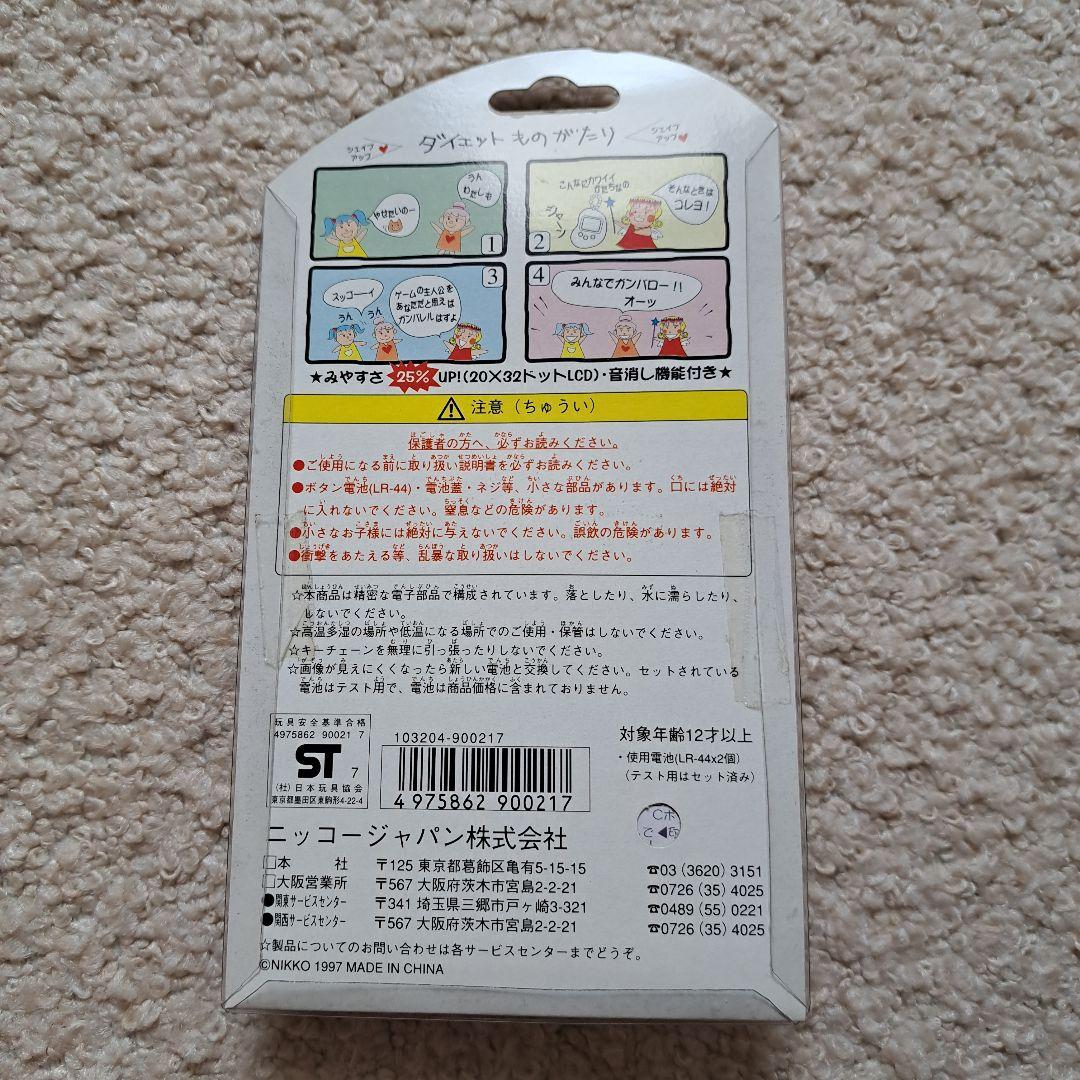 シェイプ
アップ
ダイエットものがたり
シェイプ
アップ
やせたいのー
うん
わたしも
1
こんなにカワイイ
かたちなの
ジャーン
そんなときは
コレヨ!
2
3
スッコーーイ
うん
うん
ゲームの主人公を
あなただと思えば
ガンバレルはずよ
4
みんなでガンバロー!!
オーッ
★みやすさ25%UP!(20×32ドットLCD)・音消し機能付き★
注意(ちゅうい)
保護者の方へ、必ずお読みください。
●ご使用になる前に取り扱い説明書を必ずお読みください。
●ボタン電池(LR-44)・電池蓋・ネジ等、小さな部品があります。口には絶対
に入れないでください。窒息などの危険があります。
●小さなお子様には絶対に与えないでください。誤飲の危険があります。
●衝撃をあたえる等、乱暴な取り扱いはしないでください。
☆本商品は精密な電子部品で構成されています。落としたり、水に濡らしたり、
しないでください。
☆高温多湿の場所や低温になる場所でのご使用・保管はしないでください。
☆キーチェーンを無理に引っ張ったりしないでください。
☆画像が見えにくくなったら新しい電池と交換してください。セットされている
電池はテスト用で、電池は商品価格に含まれておりません。
玩具安全基準合格
4975862 90021 7
ST 7
(社)日本玩具協会
東京都墨田区東駒形4-22-4
103204-900217
4 975862 900217
対象年齢12才以上
・使用電池(LR-44x2個)
(テスト用はセット済み)
ニッコージャパン株式会社
□本 社 〒125 東京都葛飾区亀有5-15-15 ☎03(3620)3151
□大阪営業所 〒567 大阪府茨木市宮島2-2-21 ☎0726(35)4025
●関東サービスセンター 〒341 埼玉県三郷市戸ヶ崎3-321 ☎0489(55)0221
●関西サービスセンター 〒567 大阪府茨木市宮島2-2-21 ☎0726(35)4025
☆製品についてのお問い合わせは各サービスセンターまでどうぞ。
©NIKKO 1997 MADE IN CHINA